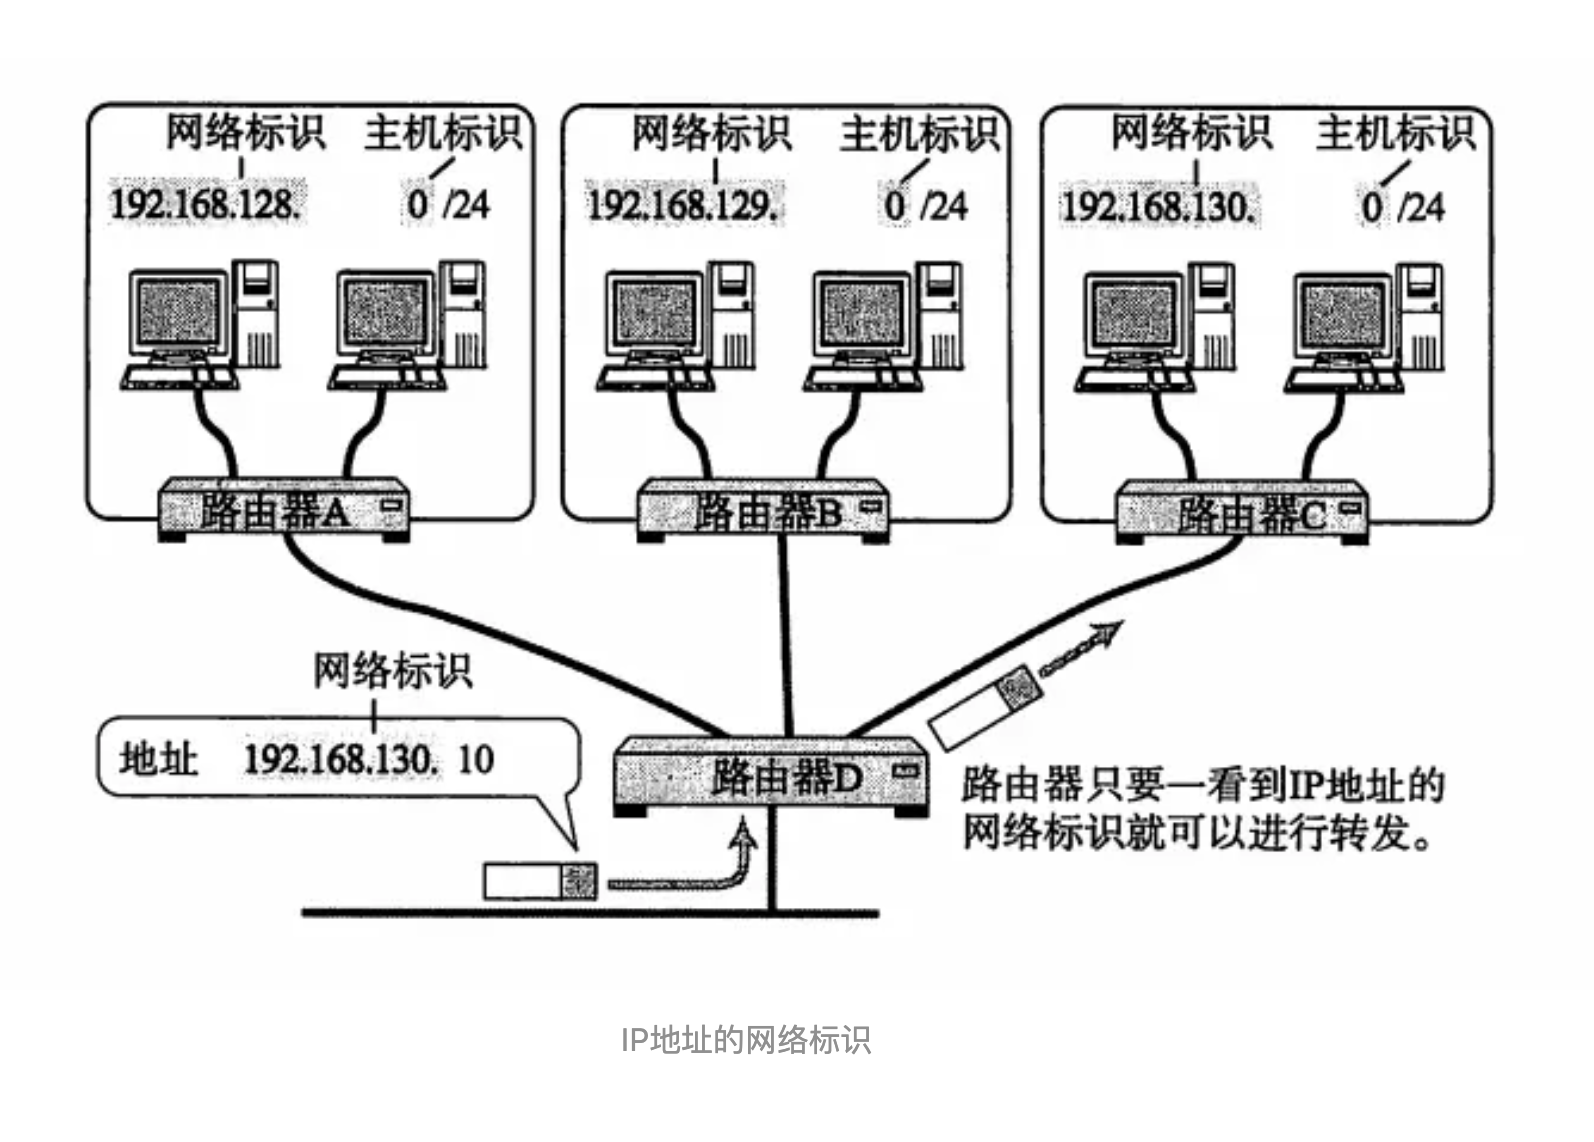 网络标识 主机标识
192.168.128. 0 /24
网络标识 主机标识
192.168.129. 0 /24
网络标识 主机标识
192.168.130. 0 /24
路由器A
路由器B
路由器C
网络标识
地址 192.168.130. 10
路由器D
路由器只要一看到IP地址的
网络标识就可以进行转发。
IP地址的网络标识